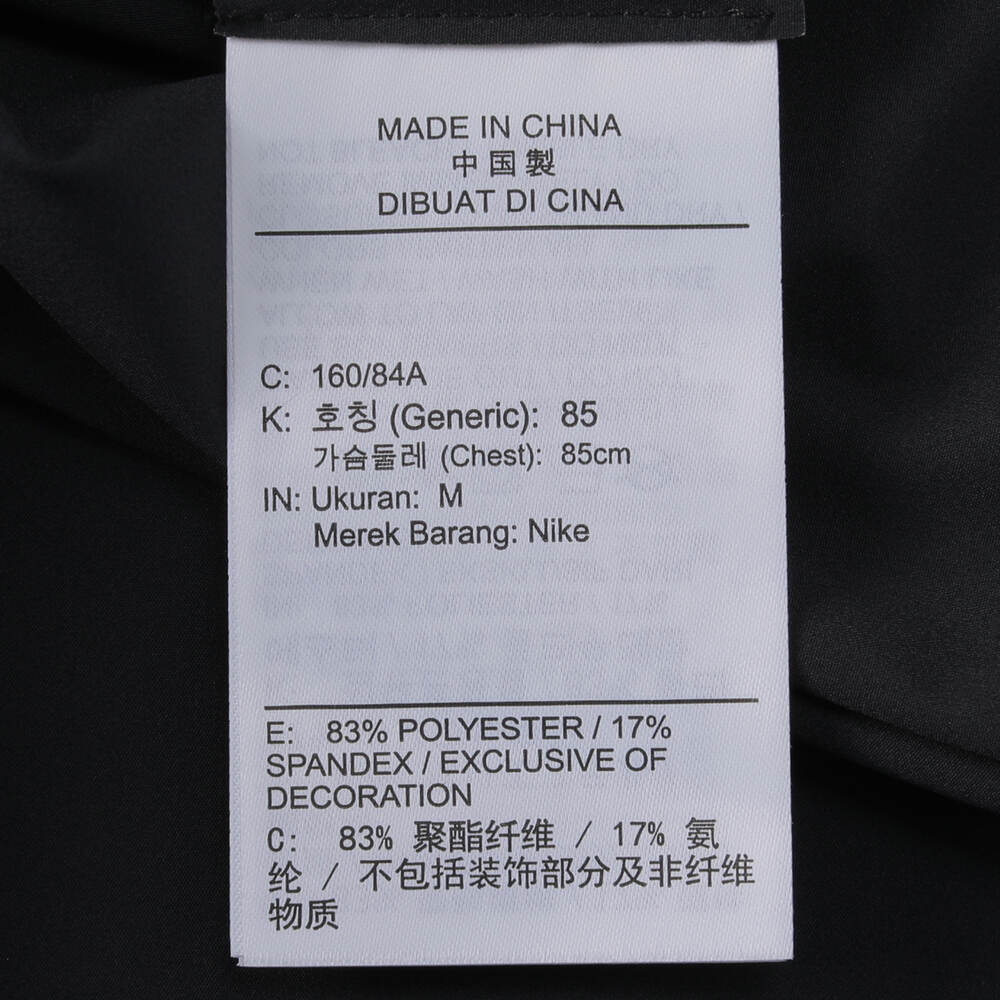 MADE IN CHINA
中国製
DIBUAT DI CINA
C: 160/84A
K: 호칭 (Generic): 85
가슴둘레 (Chest): 85cm
IN: Ukuran: M
Merek Barang: Nike
E: 83% POLYESTER / 17%
SPANDEX / EXCLUSIVE OF
DECORATION
C: 83% 聚酯纤维 / 17% 氨
纶 / 不包括装饰部分及非纤维
物质